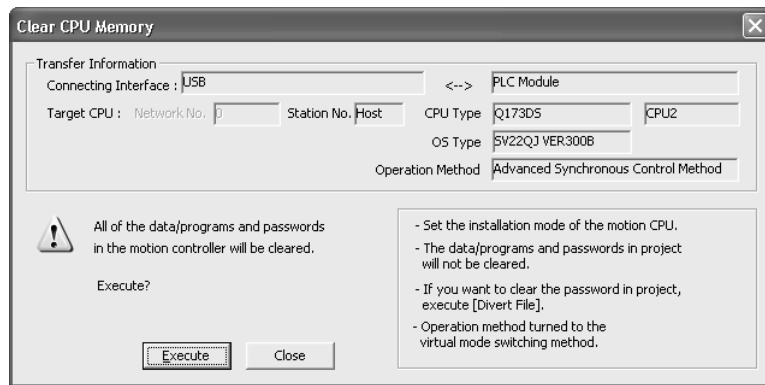 Clear CPU Memory
Transfer Information
Connecting Interface : USB <--> PLC Module
Target CPU : Network No. 0 Station No. Host CPU Type Q173DS CPU2
OS Type SV22QJ VER300B
Operation Method Advanced Synchronous Control Method
All of the data/programs and passwords
in the motion controller will be cleared.
Execute?
- Set the installation mode of the motion CPU.
- The data/programs and passwords in project
will not be cleared.
- If you want to clear the password in project,
execute [Divert File].
- Operation method turned to the
virtual mode switching method.
Execute Close